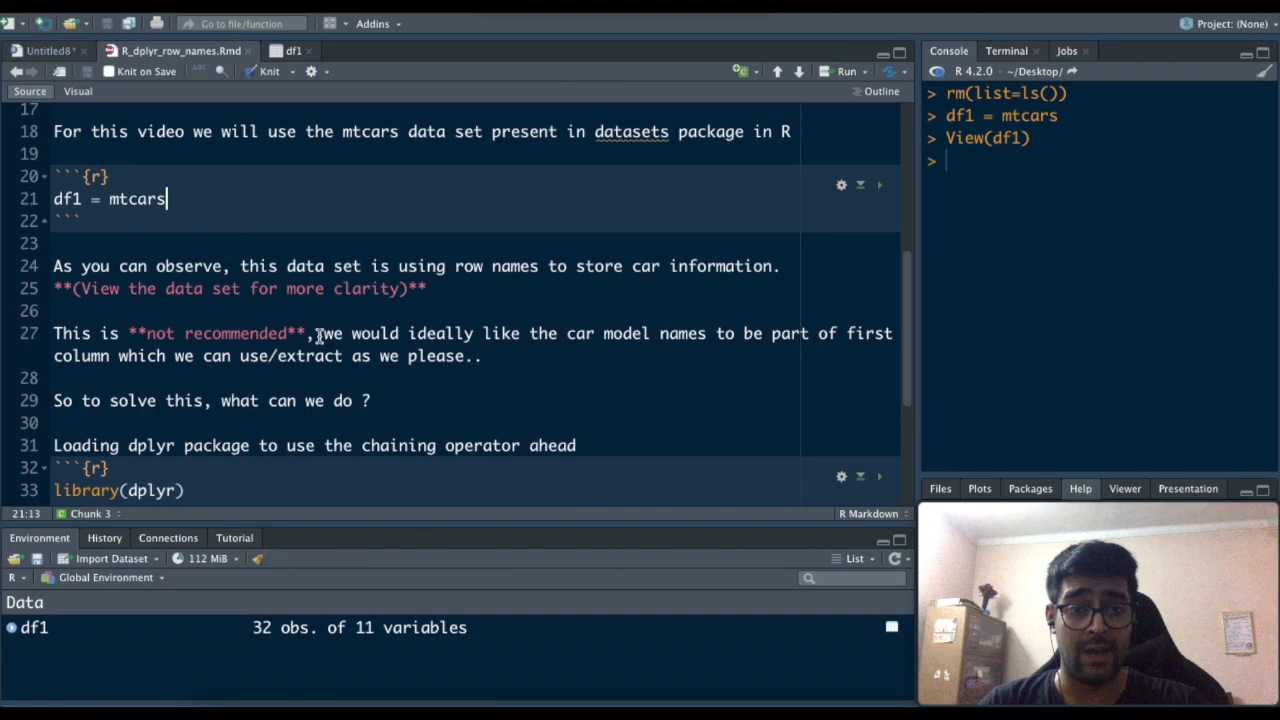 Go to file/function
Addins
Project: (None)
Untitled8*
R_dplyr_row_names.Rmd
df1
Knit on Save
ABC
Knit
Run
Source
Visual
Outline
17
18 For this video we will use the mtcars data set present in datasets package in R
19
20 ```{r}
21 df1 = mtcars
22 ```
23
24 As you can observe, this data set is using row names to store car information.
25 **(View the data set for more clarity)**
26
27 This is **not recommended**, we would ideally like the car model names to be part of first
column which we can use/extract as we please..
28
29 So to solve this, what can we do ?
30
31 Loading dplyr package to use the chaining operator ahead
32 ```{r}
33 library(dplyr)
21:13
Chunk 3
R Markdown
Environment
History
Connections
Tutorial
Import Dataset
112 MiB
List
R
Global Environment
Data
df1
32 obs. of 11 variables
Console
Terminal
Jobs
R 4.2.0 · ~/Desktop/
> rm(list=ls())
> df1 = mtcars
> View(df1)
>
Files
Plots
Packages
Help
Viewer
Presentation